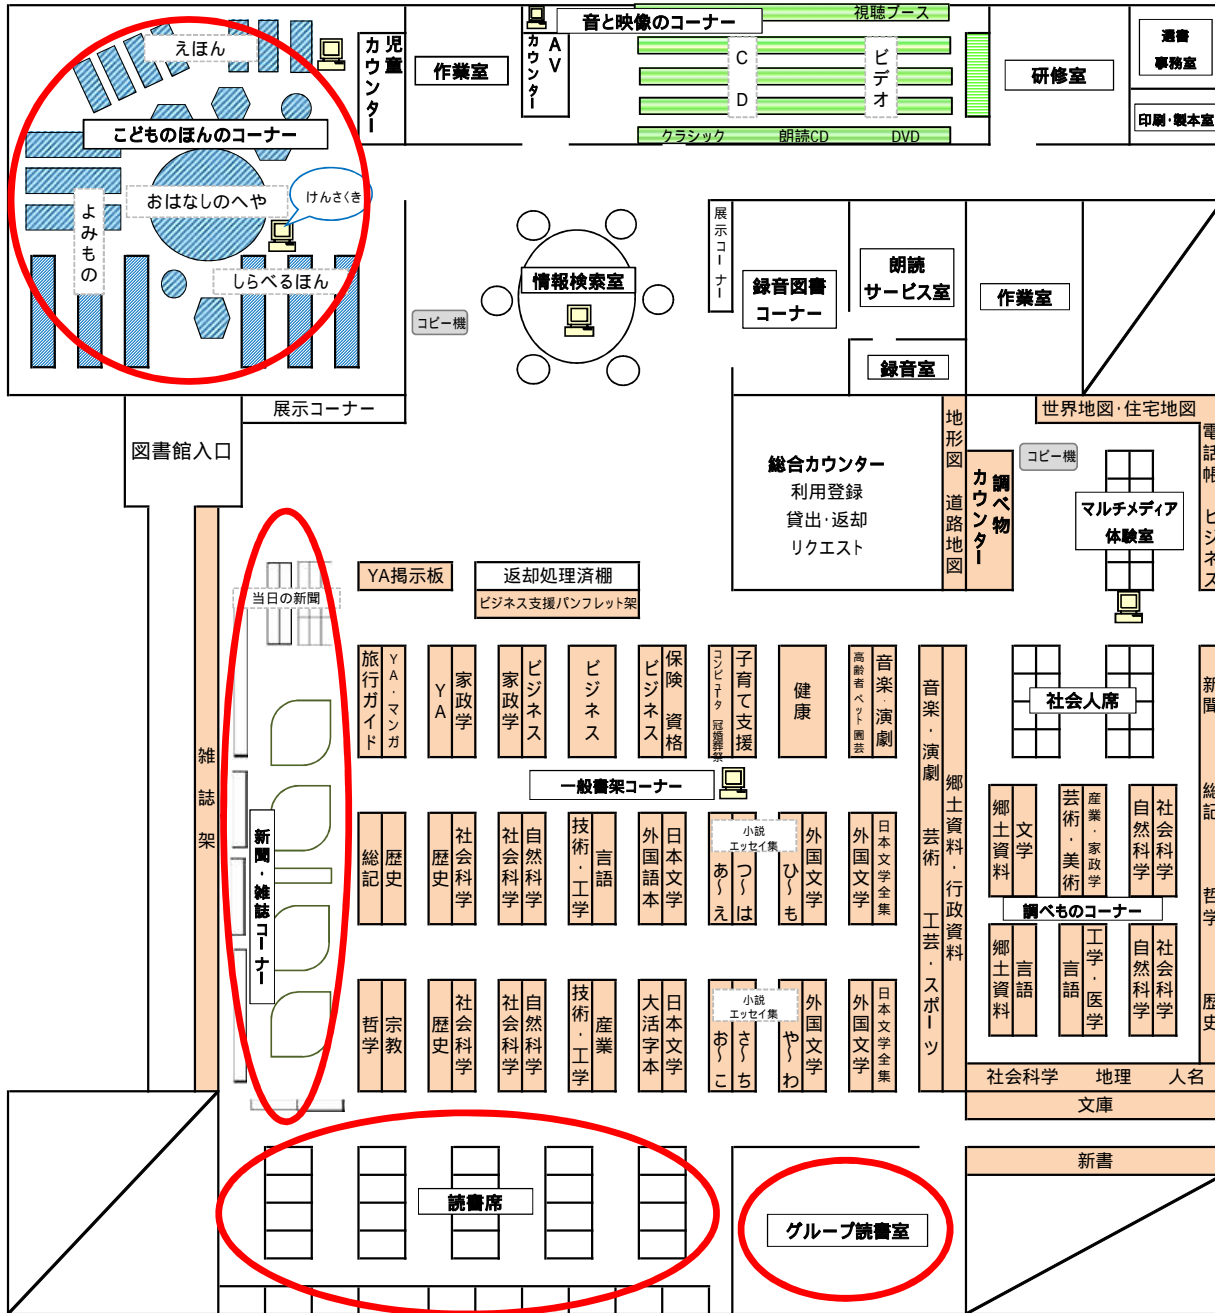 音と映像のコーナー
視聴ブース
選書
事務室
えほん
児童
カウンター
作業室
AV
カウンター
CD
ビデオ
研修室
印刷・製本室
クラシック
朗読CD
DVD
こどものほんのコーナー
おはなしのへや
けんさくき
よみもの
しらべるほん
展示コーナー
情報検索室
コピー機
録音図書
コーナー
朗読
サービス室
作業室
録音室
展示コーナー
図書館入口
総合カウンター
利用登録
貸出・返却
リクエスト
地形図 道路地図
調べ物
カウンター
世界地図・住宅地図
コピー機
電話帳 ビジネス
マルチメディア
体験室
当日の新聞
YA掲示板
返却処理済棚
ビジネス支援パンフレット架
旅行ガイド
YA・マンガ
YA
家政学
家政学
ビジネス
ビジネス
ビジネス
保険 資格
コンピュータ 冠婚葬祭
子育て支援
健康
高齢者 ペット 園芸
音楽・演劇
音楽・演劇 芸術 工芸・スポーツ
郷土資料・行政資料
社会人席
新聞 総記 哲学 歴史
雑誌架
新聞・雑誌コーナー
一般書架コーナー
総記
歴史
歴史
社会科学
社会科学
自然科学
技術・工学
言語
外国語本
日本文学
小説
エッセイ集
あ〜え
つ〜は
ひ〜も
外国文学
外国文学
日本文学全集
郷土資料
文学
芸術・美術
産業・家政学
自然科学
社会科学
調べものコーナー
郷土資料
言語
言語
工学・医学
自然科学
社会科学
哲学
宗教
歴史
社会科学
社会科学
自然科学
技術・工学
産業
大活字本
日本文学
小説
エッセイ集
お〜こ
さ〜ち
や〜わ
外国文学
外国文学
日本文学全集
社会科学 地理 人名
文庫
新書
読書席
グループ読書室